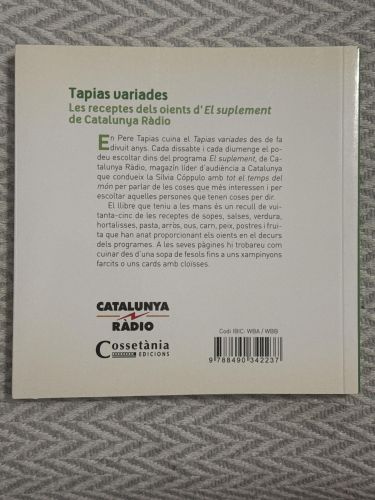 Tapias variades
Les receptes dels oients d'El suplement
de Catalunya Ràdio
En Pere Tapias cuina el Tapias variades des de fa
divuit anys. Cada dissabte i cada diumenge el po-
deu escoltar dins del programa El suplement, de Ca-
talunya Ràdio, magazín líder d'audiència a Catalunya
que condueix la Sílvia Cóppulo amb tot el temps del
món per parlar de les coses que més interessen i per
escoltar aquelles persones que tenen coses per dir.
El llibre que teniu a les mans és un recull de vui-
tanta-cinc de les receptes de sopes, salses, verdura,
hortalisses, pasta, arròs, ous, carn, peix, postres i frui-
ta que han anat proporcionant els oients en el decurs
dels programes. A les seves pàgines hi trobareu com
cuinar des d'una sopa de fesols fins a uns xampinyons
farcits o uns cards amb cloïsses.
CATALUNYA
RÀDIO
Cossetània
EDICIONS
Codi IBIC: WBA / WBB
9 788490 342237